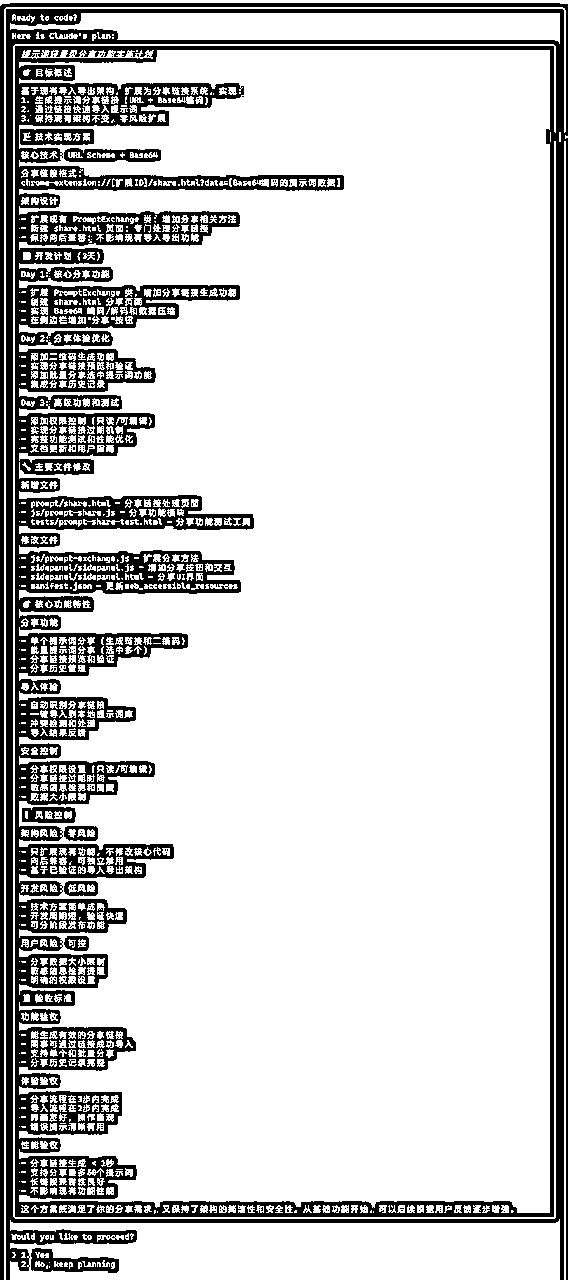 Ready to code?
Here is Claude's plan:
提示词轻量级分享功能实施计划
🎯 目标概述
基于现有导入导出架构，扩展为分享链接系统，实现：
1. 生成提示词分享链接 (URL + Base64编码)
2. 通过链接快速导入提示词
3. 保持现有架构不变，零风险扩展
技术实现方案
核心技术：URL Scheme + Base64
分享链接格式：
chrome-extension://[扩展ID]/share.html?data=[Base64编码的提示词数据]
架构设计
- 扩展现有 PromptExchange 类：增加分享相关方法
- 新建 share.html 页面：专门处理分享链接
- 保持向后兼容：不影响现有导入导出功能
开发计划 (3天)
Day 1: 核心分享功能
- 扩展 PromptExchange 类，增加分享链接生成功能
- 创建 share.html 分享页面
- 实现 Base64 编码/解码和数据压缩
- 在侧边栏增加"分享"按钮
Day 2: 分享体验优化
- 添加二维码生成功能
- 实现分享链接预览和验证
- 添加批量分享选中提示词功能
- 集成分享历史记录
Day 3: 高级功能和测试
- 添加权限控制 (只读/可编辑)
- 实现分享链接过期机制
- 完整功能测试和性能优化
- 文档更新和用户指南
🔧 主要文件修改
新增文件
- prompt/share.html - 分享链接处理页面
- js/prompt-share.js - 分享功能模块
- tests/prompt-share-test.html - 分享功能测试工具
修改文件
- js/prompt-exchange.js - 扩展分享方法
- sidepanel/sidepanel.js - 增加分享按钮和交互
- sidepanel/sidepanel.html - 分享UI界面
- manifest.json - 更新web_accessible_resources
🎯 核心功能特性
分享功能
- 单个提示词分享 (生成链接和二维码)
- 批量提示词分享 (选中多个)
- 分享链接预览和验证
- 分享历史管理
导入体验
- 自动识别分享链接
- 一键导入到本地提示词库
- 冲突检测和处理
- 导入结果反馈
安全控制
- 分享权限设置 (只读/可编辑)
- 分享链接过期时间
- 敏感信息检测和提醒
- 数据大小限制
风险控制
架构风险：零风险
- 只扩展现有功能，不修改核心代码
- 向后兼容，可独立禁用
- 基于已验证的导入导出架构
开发风险：低风险
- 技术方案简单成熟
- 开发周期短，验证快速
- 可分阶段发布功能
用户风险：可控
- 分享数据大小限制
- 敏感信息检测提醒
- 明确的权限设置
验收标准
功能验收
- 能生成有效的分享链接
- 同事可通过链接成功导入
- 支持单个和批量分享
- 分享历史记录完整
体验验收
- 分享流程在3步内完成
- 导入流程在2步内完成
- 界面友好，操作直观
- 错误提示清晰有用
性能验收
- 分享链接生成 < 1秒
- 支持分享最多50个提示词
- 长链接兼容性良好
- 不影响现有功能性能
这个方案既满足了你的分享需求，又保持了架构的简洁性和安全性。从基础功能开始，可以后续根据用户反馈逐步增强。
Would you like to proceed?
❯ 1. Yes
2. No, keep planning